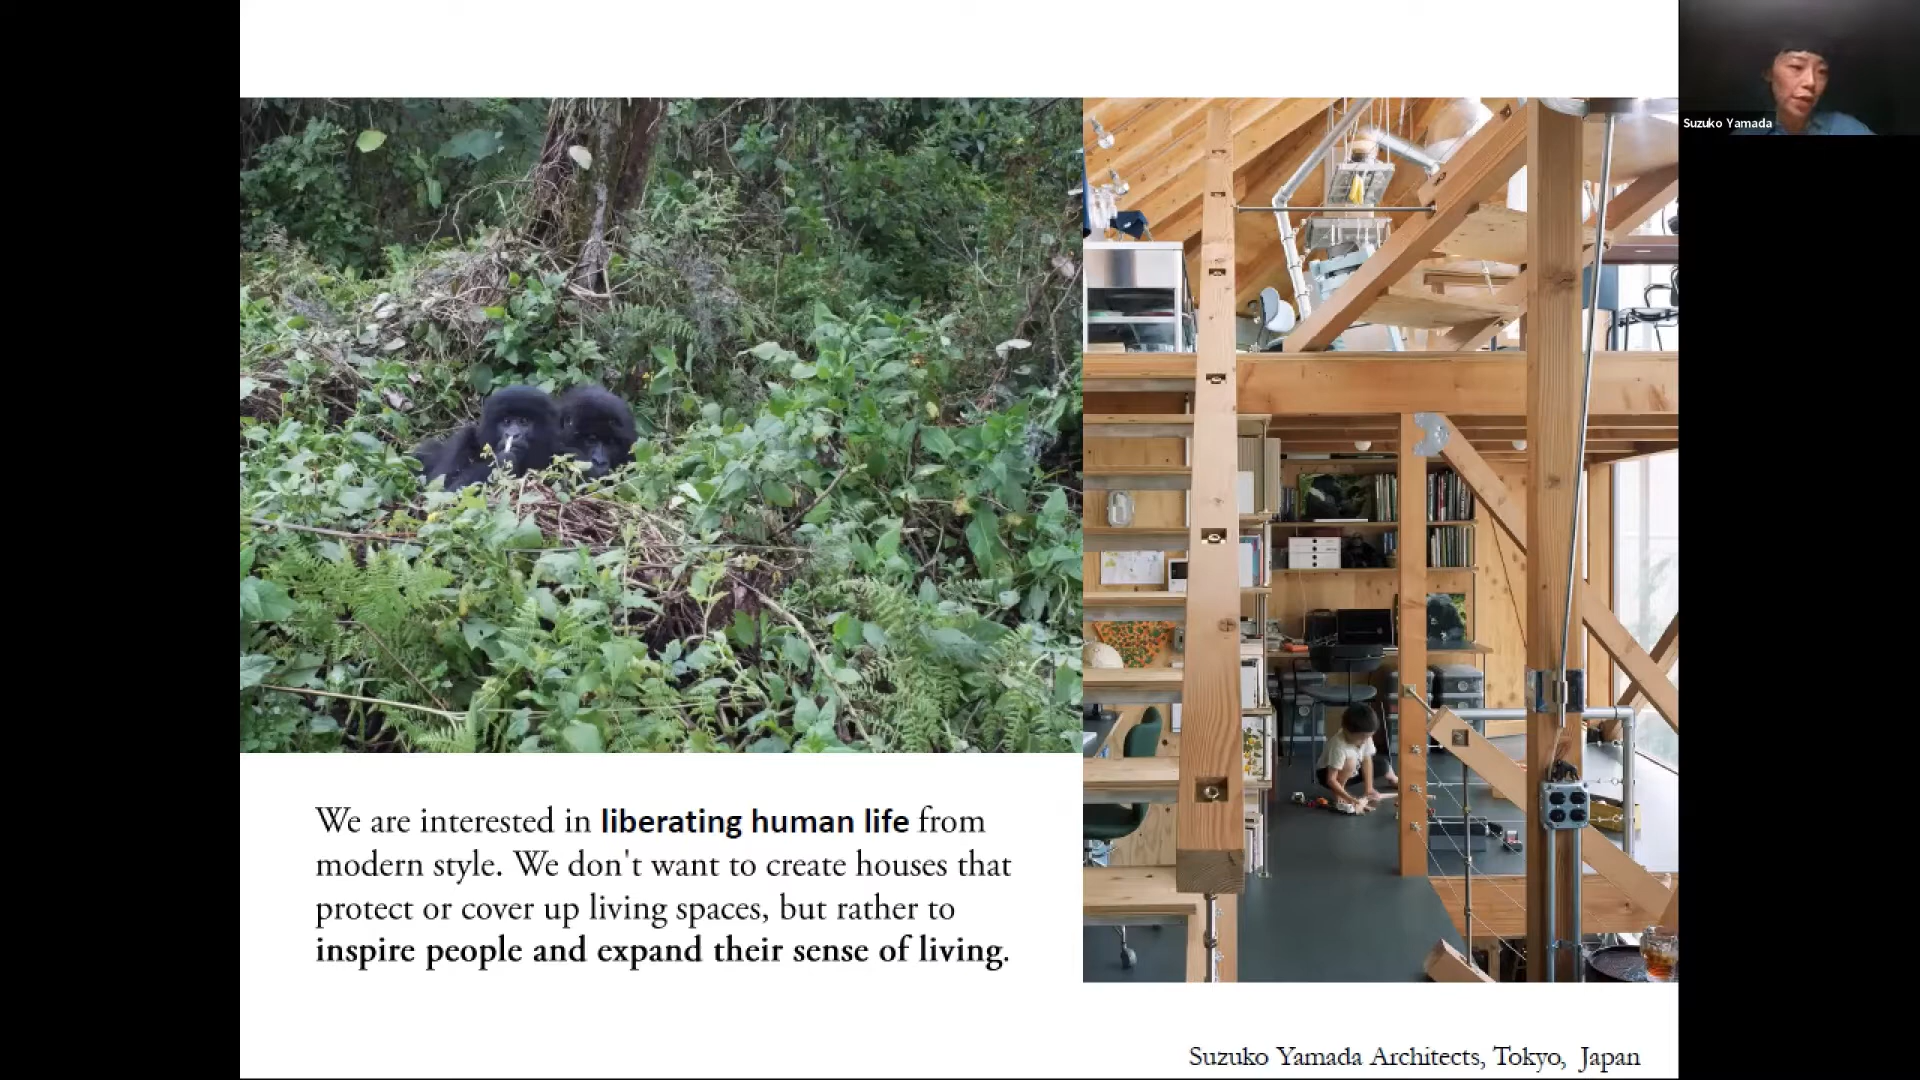 Suzuko Yamada
We are interested in liberating human life from
modern style. We don't want to create houses that
protect or cover up living spaces, but rather to
inspire people and expand their sense of living.
Suzuko Yamada Architects, Tokyo, Japan